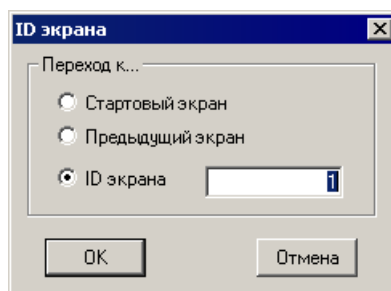 ID экрана
Переход к...
Стартовый экран
Предыдущий экран
ID экрана 1
OK Отмена